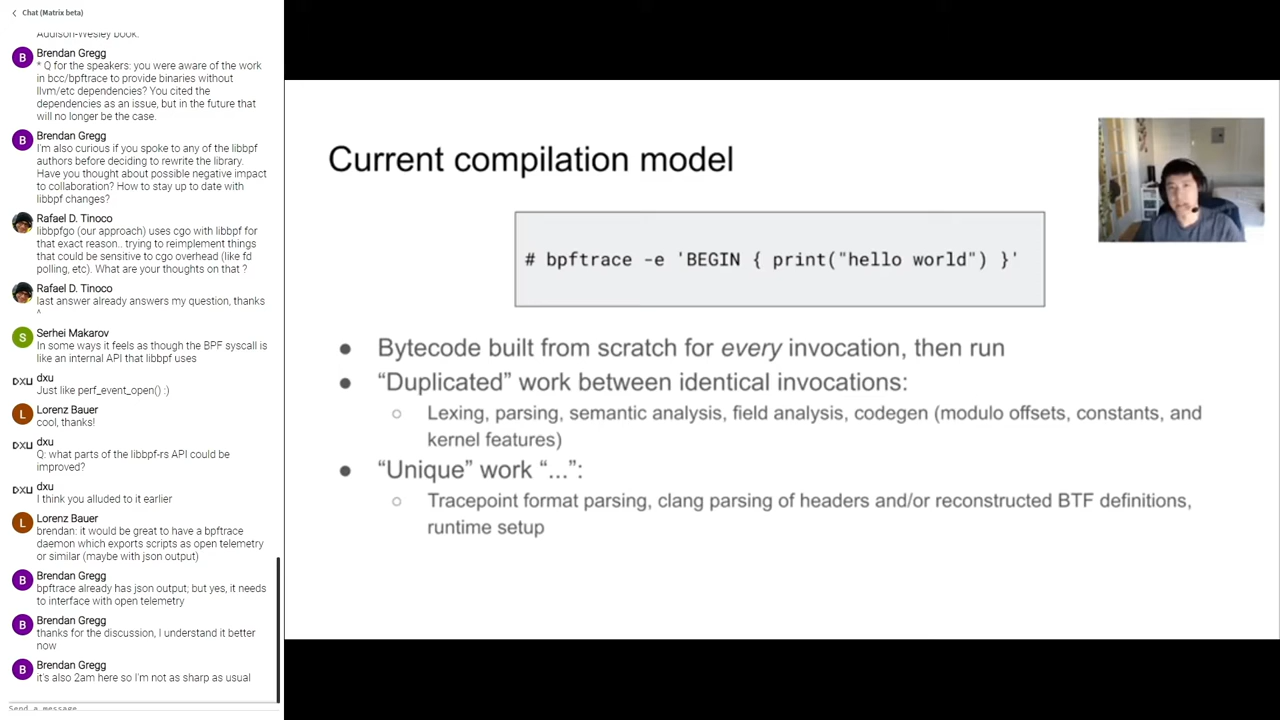 Chat (Matrix beta)
Addison-Wesley book.
B
Brendan Gregg
* Q for the speakers: you were aware of the work
in bcc/bpftrace to provide binaries without
llvm/etc dependencies? You cited the
dependencies as an issue, but in the future that
will no longer be the case.
B
Brendan Gregg
I'm also curious if you spoke to any of the libbpf
authors before deciding to rewrite the library.
Have you thought about possible negative impact
to collaboration? How to stay up to date with
libbpf changes?
Rafael D. Tinoco
libbpfgo (our approach) uses cgo with libbpf for
that exact reason.. trying to reimplement things
that could be sensitive to cgo overhead (like fd
polling, etc). What are your thoughts on that ?
Rafael D. Tinoco
last answer already answers my question, thanks
^
S
Serhei Makarov
In some ways it feels as though the BPF syscall is
like an internal API that libbpf uses
DXU
dxu
Just like perf_event_open() :)
L
Lorenz Bauer
cool, thanks!
DXU
dxu
Q: what parts of the libbpf-rs API could be
improved?
DXU
dxu
I think you alluded to it earlier
L
Lorenz Bauer
brendan: it would be great to have a bpftrace
daemon which exports scripts as open telemetry
or similar (maybe with json output)
B
Brendan Gregg
bpftrace already has json output; but yes, it needs
to interface with open telemetry
B
Brendan Gregg
thanks for the discussion, I understand it better
now
B
Brendan Gregg
it's also 2am here so I'm not as sharp as usual
Send a message
Current compilation model
# bpftrace -e 'BEGIN { print("hello world") }'
● Bytecode built from scratch for every invocation, then run
● “Duplicated” work between identical invocations:
○ Lexing, parsing, semantic analysis, field analysis, codegen (modulo offsets, constants, and
kernel features)
● “Unique” work “...”:
○ Tracepoint format parsing, clang parsing of headers and/or reconstructed BTF definitions,
runtime setup